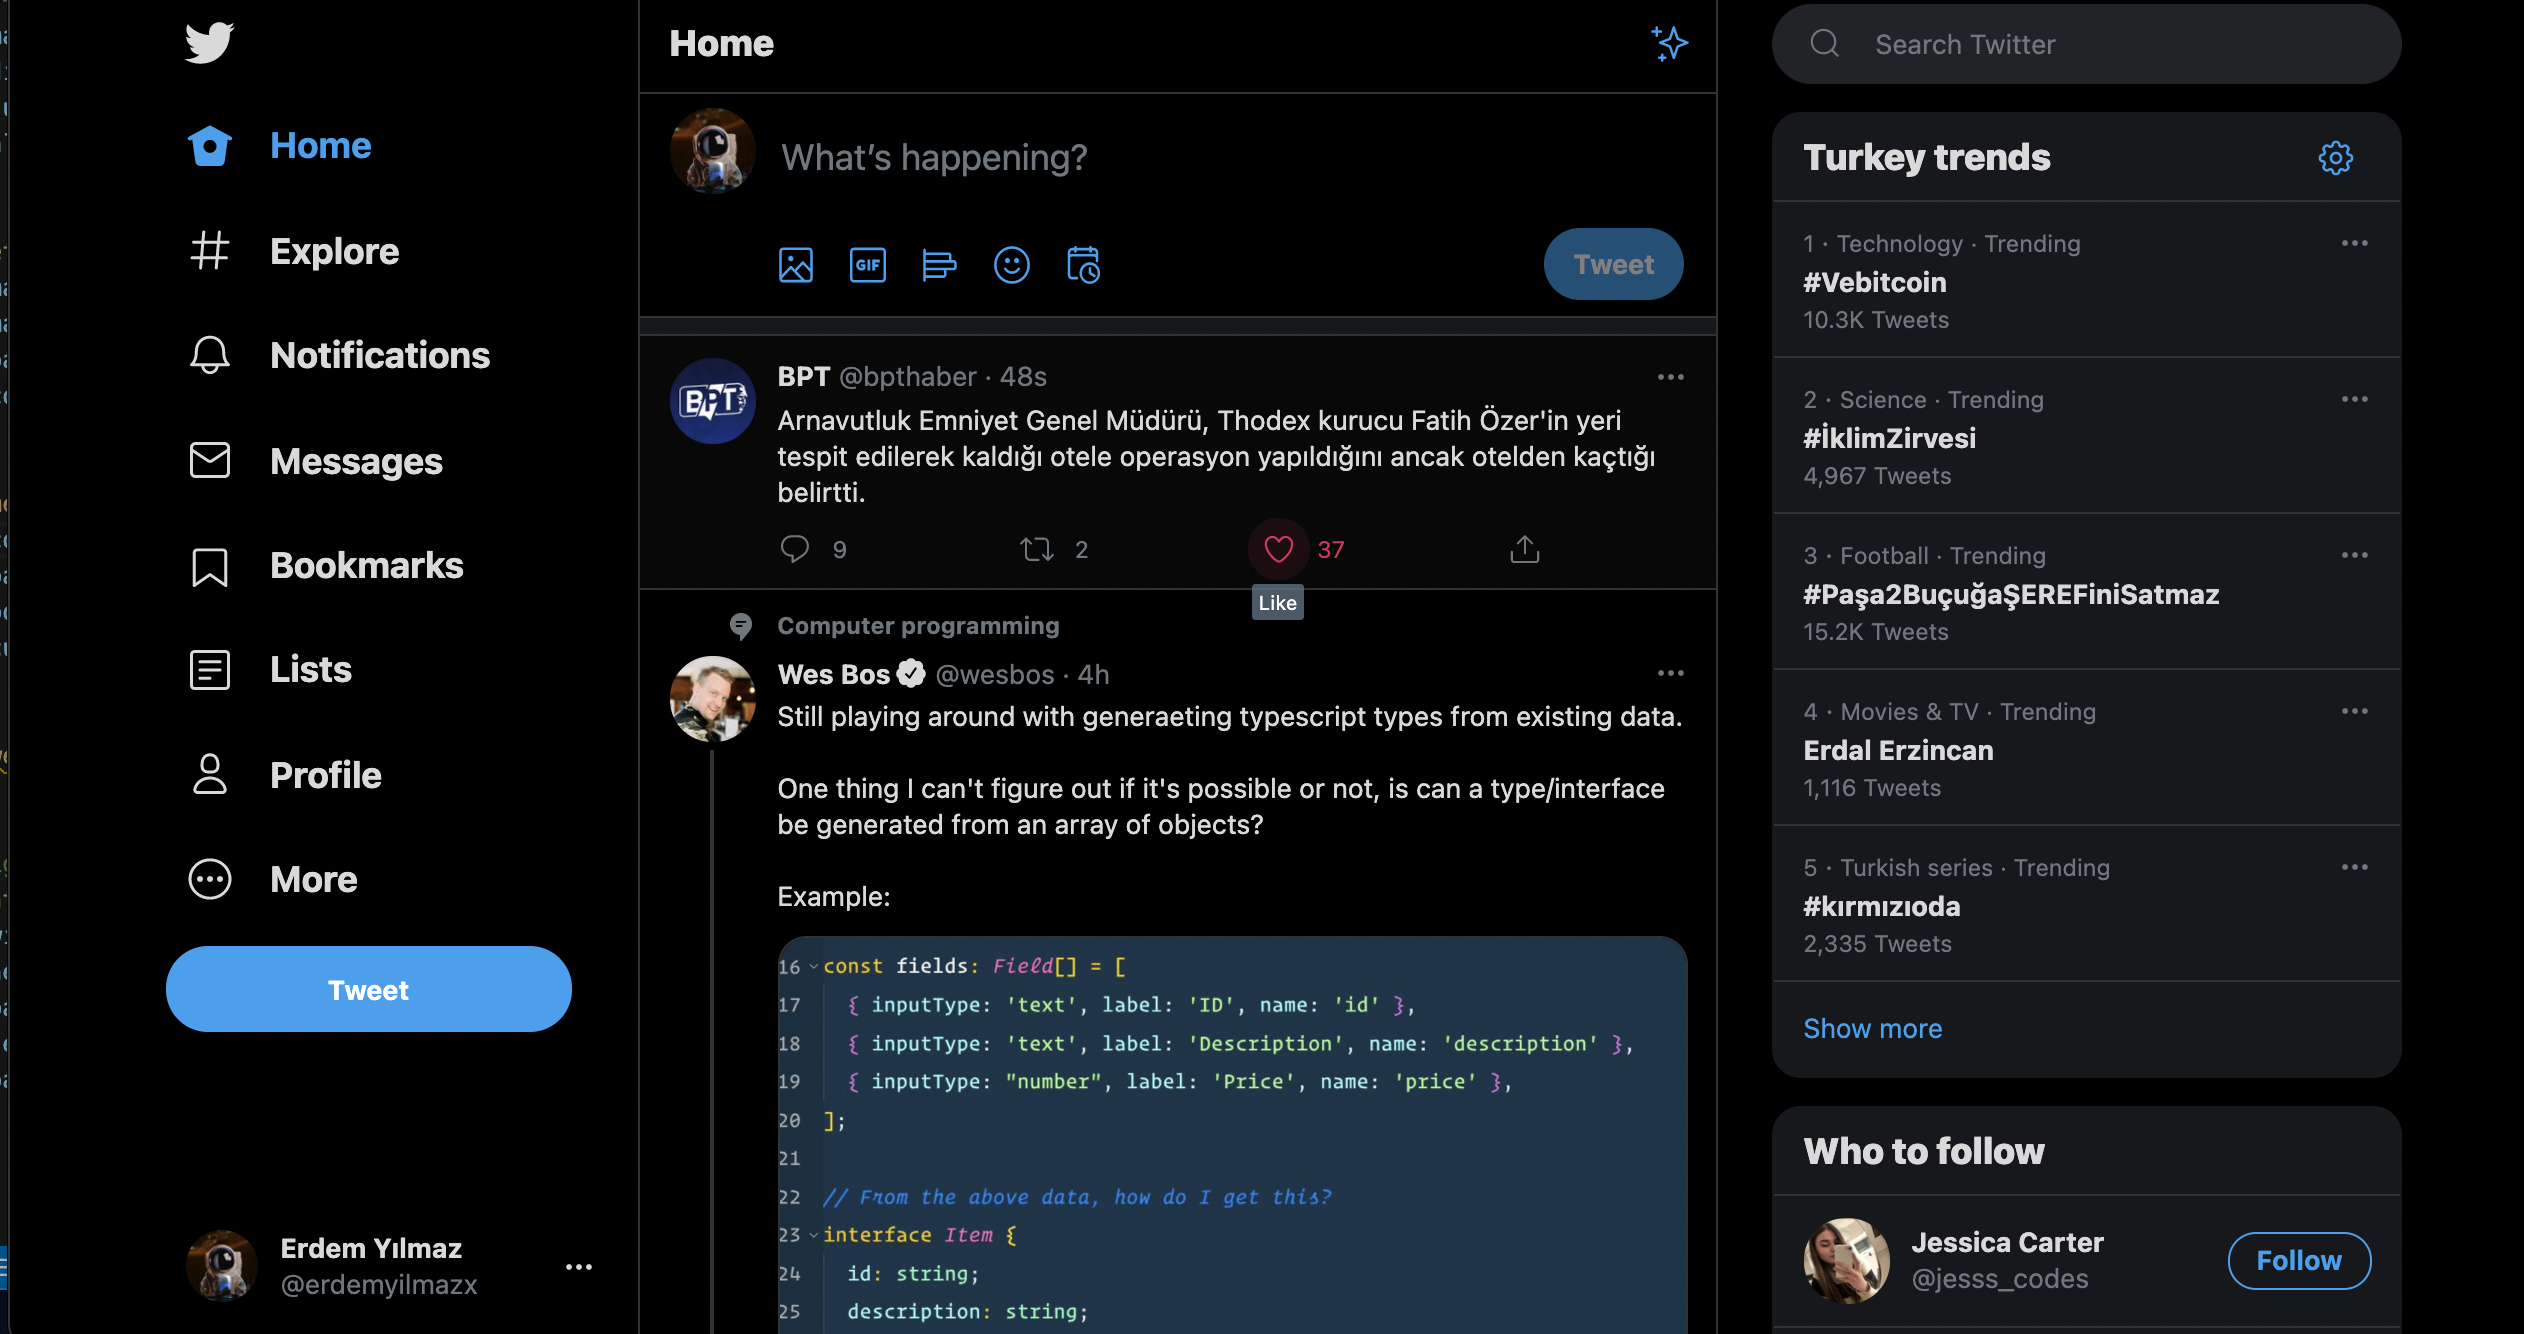 Home
Explore
Notifications
Messages
Bookmarks
Lists
Profile
More
Tweet
Erdem Yılmaz
@erdemyilmazx
Home
What's happening?
GIF
Tweet
BPT
BPT @bpthaber · 48s
Arnavutluk Emniyet Genel Müdürü, Thodex kurucu Fatih Özer'in yeri
tespit edilerek kaldığı otele operasyon yapıldığını ancak otelden kaçtığı
belirtti.
9 2 37
Like
Computer programming
Wes Bos @wesbos · 4h
Still playing around with generaeting typescript types from existing data.
One thing I can't figure out if it's possible or not, is can a type/interface
be generated from an array of objects?
Example:
16 const fields: Field[] = [
17 { inputType: 'text', label: 'ID', name: 'id' },
18 { inputType: 'text', label: 'Description', name: 'description' },
19 { inputType: "number", label: 'Price', name: 'price' },
20 ];
21
22 // From the above data, how do I get this?
23 interface Item {
24 id: string;
25 description: string;
Search Twitter
Turkey trends
1 · Technology · Trending
#Vebitcoin
10.3K Tweets
2 · Science · Trending
#İklimZirvesi
4,967 Tweets
3 · Football · Trending
#Paşa2BuçuğaŞEREFiniSatmaz
15.2K Tweets
4 · Movies & TV · Trending
Erdal Erzincan
1,116 Tweets
5 · Turkish series · Trending
#kırmızıoda
2,335 Tweets
Show more
Who to follow
Jessica Carter
@jesss_codes
Follow